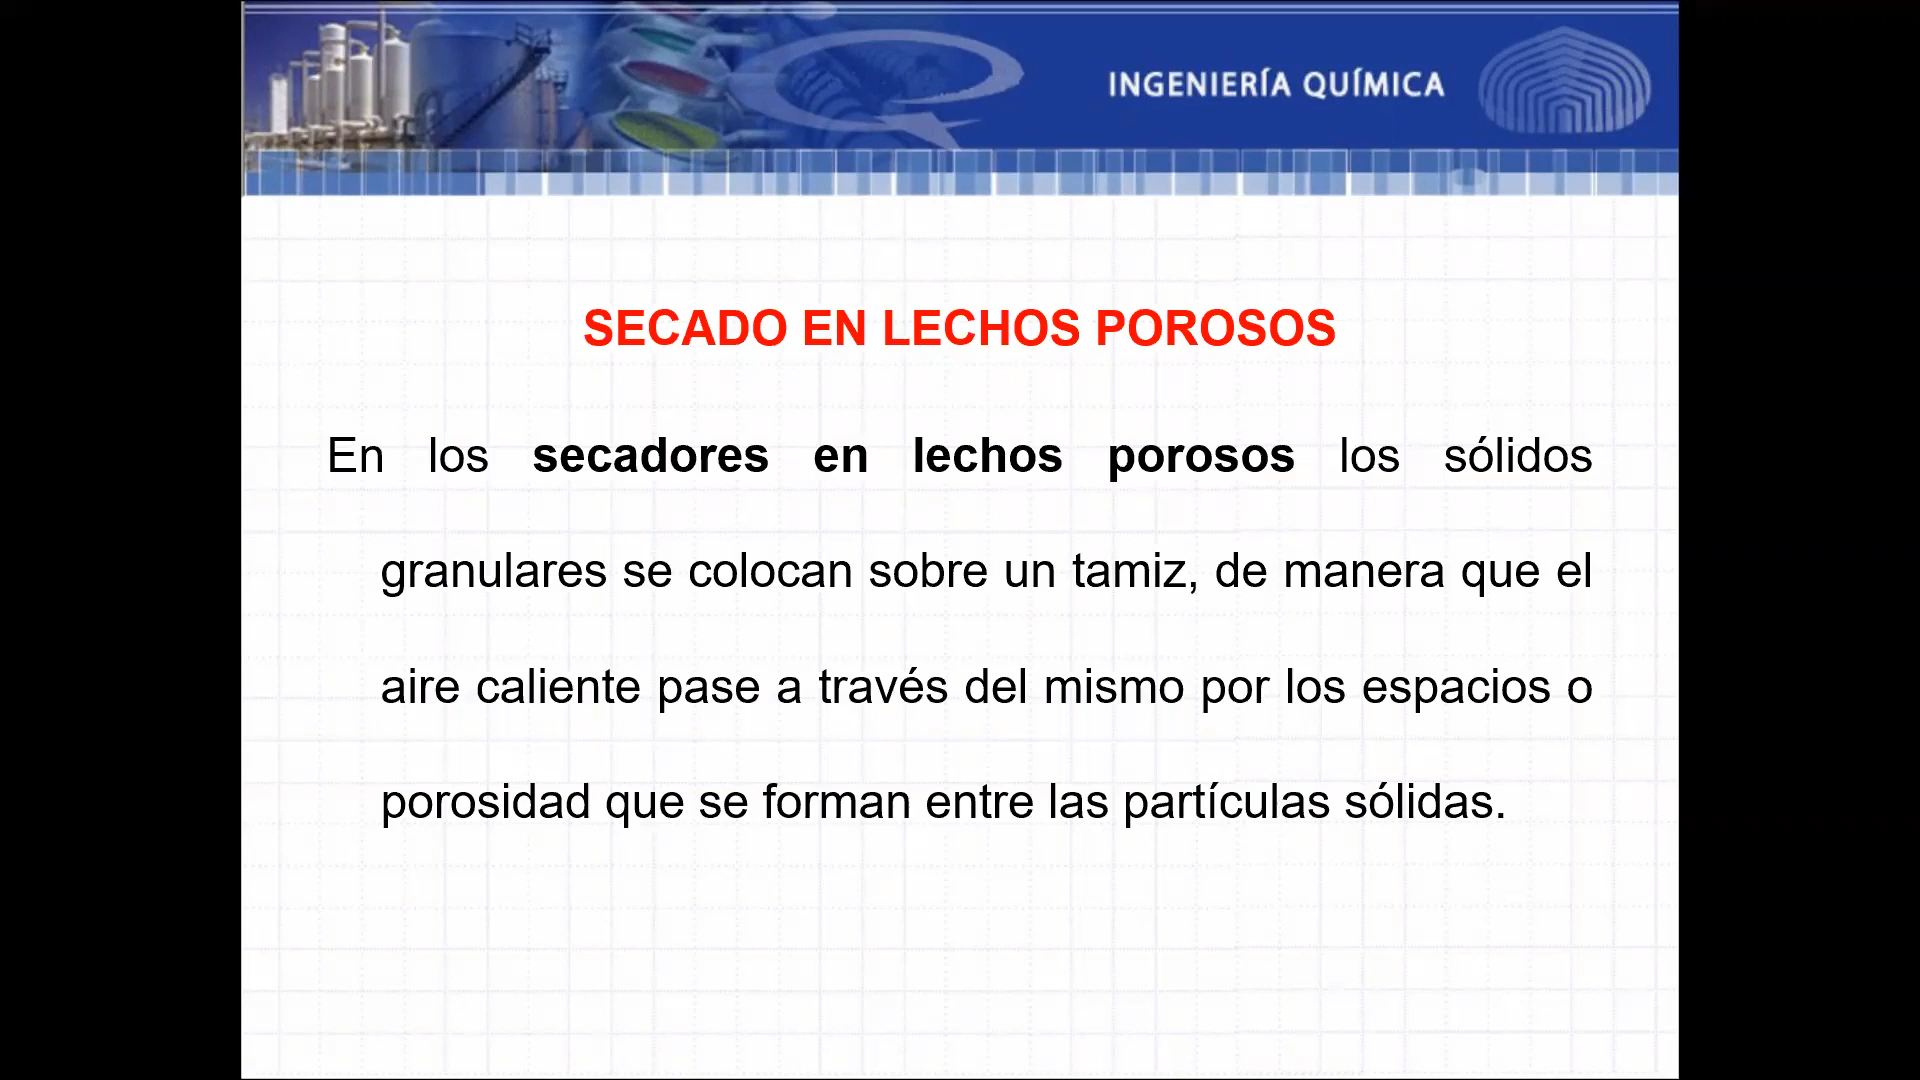 INGENIERÍA QUÍMICA
SECADO EN LECHOS POROSOS
En los secadores en lechos porosos los sólidos
granulares se colocan sobre un tamiz, de manera que el
aire caliente pase a través del mismo por los espacios o
porosidad que se forman entre las partículas sólidas.